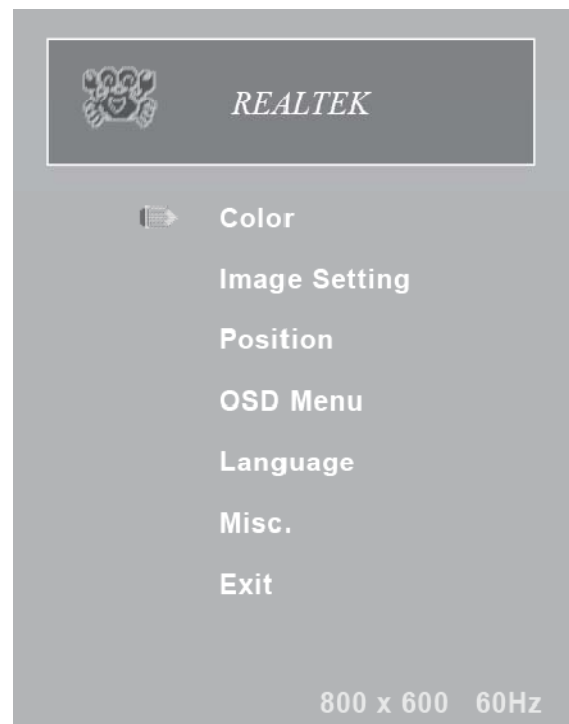 REALTEK
Color
Image Setting
Position
OSD Menu
Language
Misc.
Exit
800 x 600 60Hz